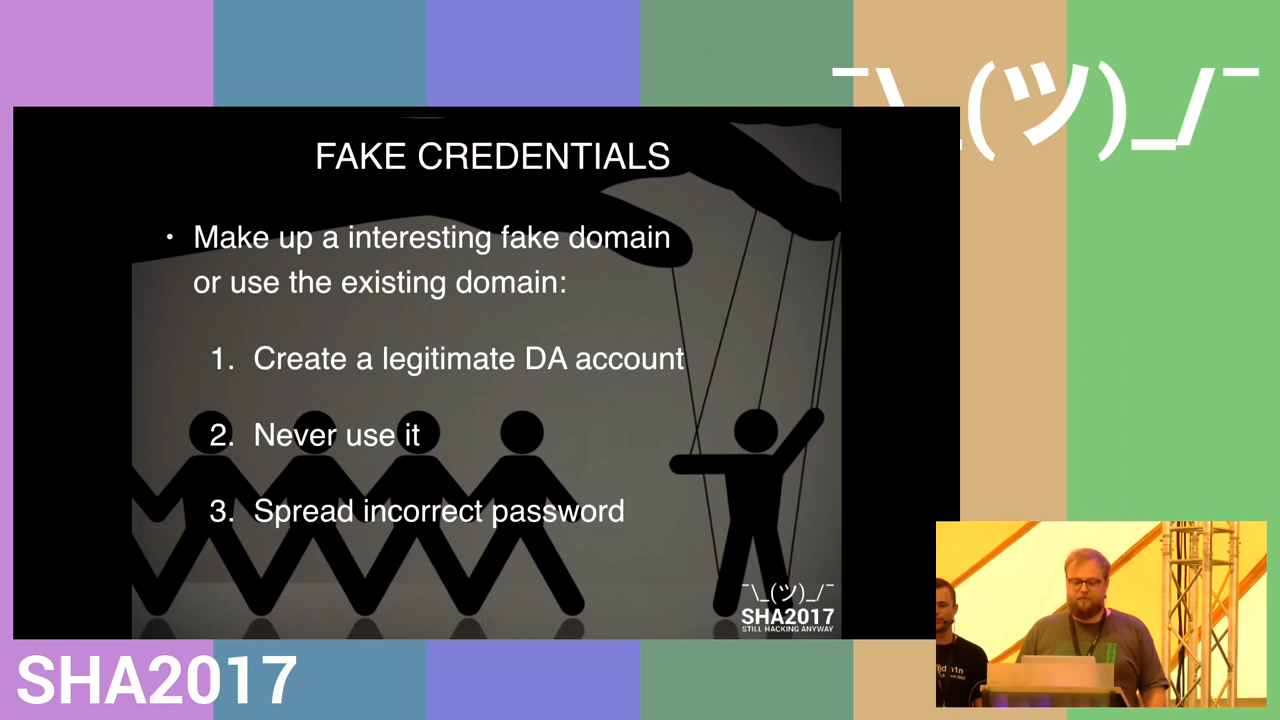 ¯\_(ツ)_/¯
FAKE CREDENTIALS
• Make up a interesting fake domain
or use the existing domain:
1. Create a legitimate DA account
2. Never use it
3. Spread incorrect password
¯\_(ツ)_/¯
SHA2017
STILL HACKING ANYWAY
SHA2017